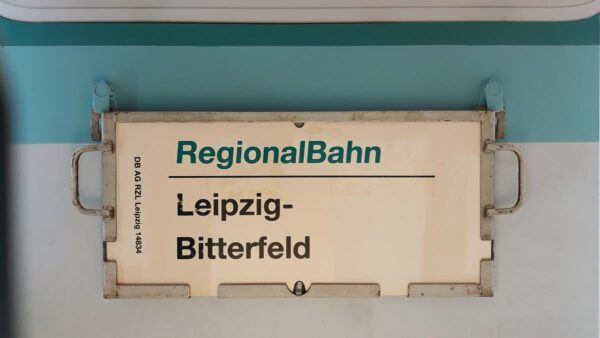 RegionalBahn
Leipzig-
Bitterfeld
DB AG RZL Leipzig 14834